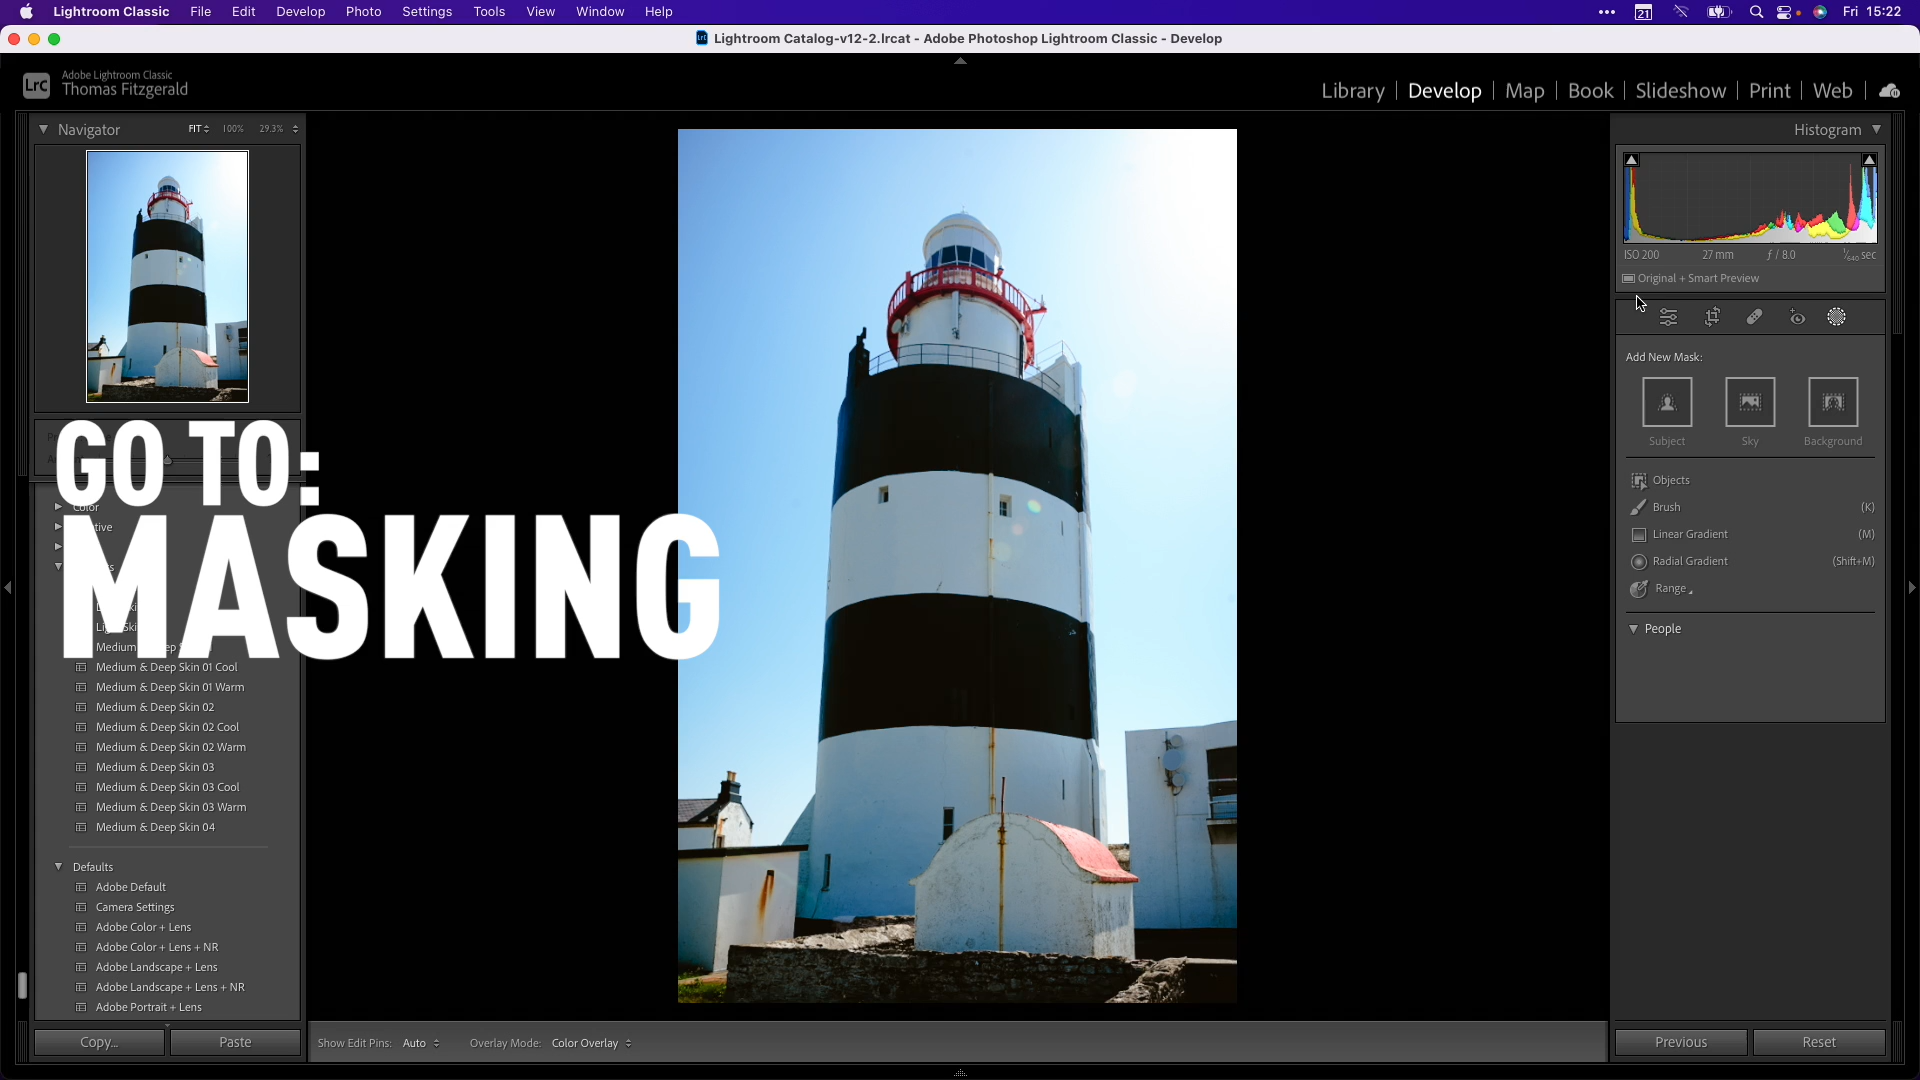 Lightroom Classic File Edit Develop Photo Settings Tools View Window Help
21 Fri 15:22
Lightroom Catalog-v12-2.lrcat - Adobe Photoshop Lightroom Classic - Develop
LrC
Adobe Lightroom Classic
Thomas Fitzgerald
Library Develop Map Book Slideshow Print Web
Navigator FIT 100% 29.3%
GO TO:
MASKING
Color
Medium & Deep Skin 01 Cool
Medium & Deep Skin 01 Warm
Medium & Deep Skin 02
Medium & Deep Skin 02 Cool
Medium & Deep Skin 02 Warm
Medium & Deep Skin 03
Medium & Deep Skin 03 Cool
Medium & Deep Skin 03 Warm
Medium & Deep Skin 04
Defaults
Adobe Default
Camera Settings
Adobe Color + Lens
Adobe Color + Lens + NR
Adobe Landscape + Lens
Adobe Landscape + Lens + NR
Adobe Portrait + Lens
Copy... Paste
Show Edit Pins: Auto Overlay Mode: Color Overlay
Histogram
ISO 200 27 mm ƒ / 8.0 1/640 sec
Original + Smart Preview
Add New Mask:
Subject Sky Background
Objects
Brush (K)
Linear Gradient (M)
Radial Gradient (Shift+M)
Range
People
Previous Reset